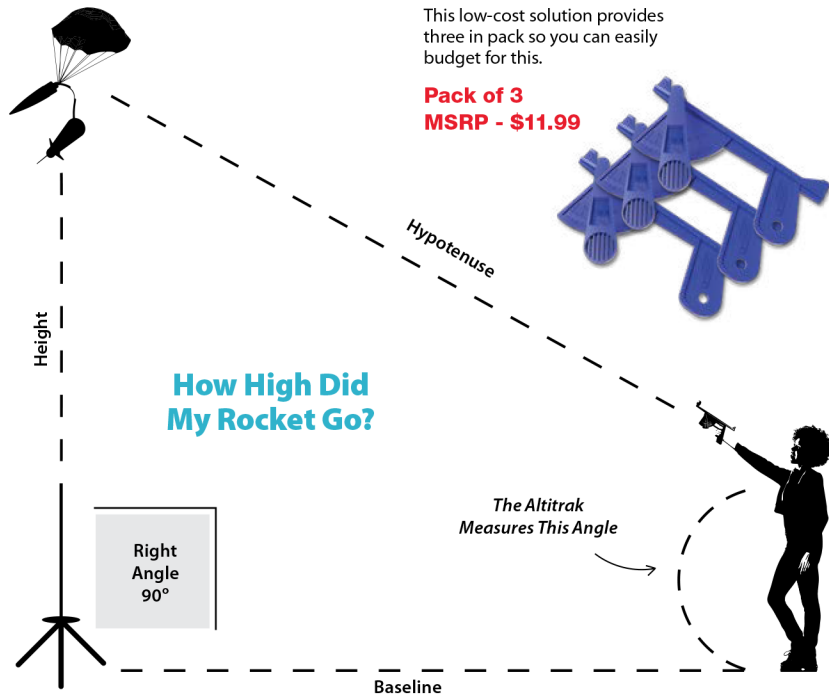 This low-cost solution provides
three in pack so you can easily
budget for this.
Pack of 3
MSRP - $11.99
Hypotenuse
Height
How High Did
My Rocket Go?
The Altitrak
Measures This Angle
Right
Angle
90º
Baseline